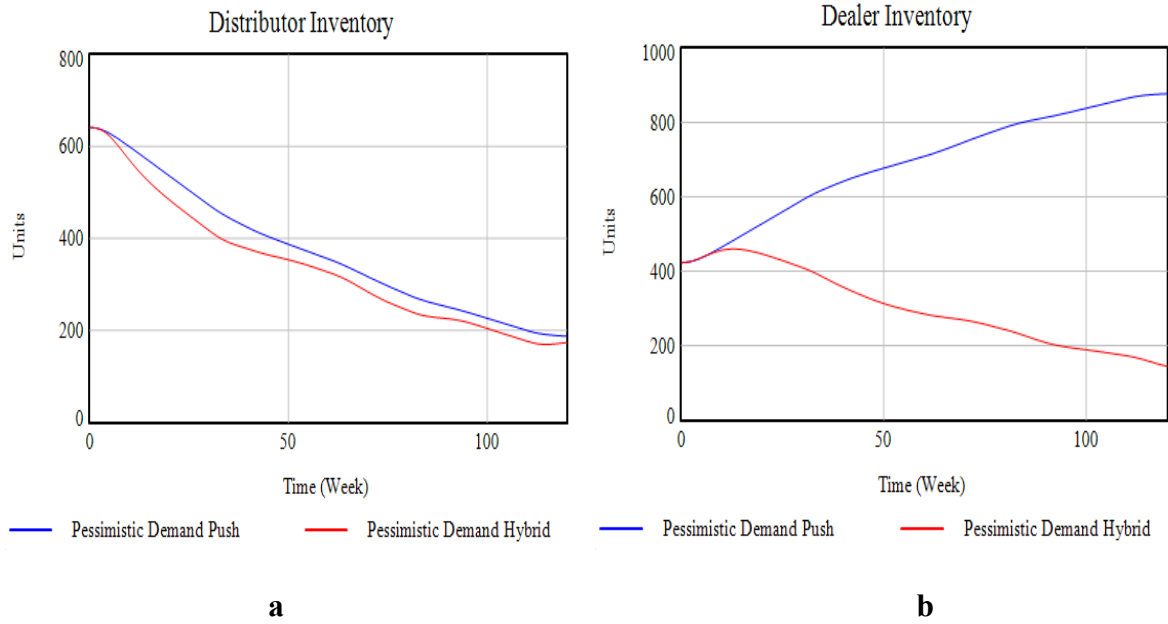 Distributor Inventory
800
600
400
200
0
Units
0
50
100
Time (Week)
Pessimistic Demand Push
Pessimistic Demand Hybrid
a
Dealer Inventory
1000
800
600
400
200
0
Units
0
50
100
Time (Week)
Pessimistic Demand Push
Pessimistic Demand Hybrid
b